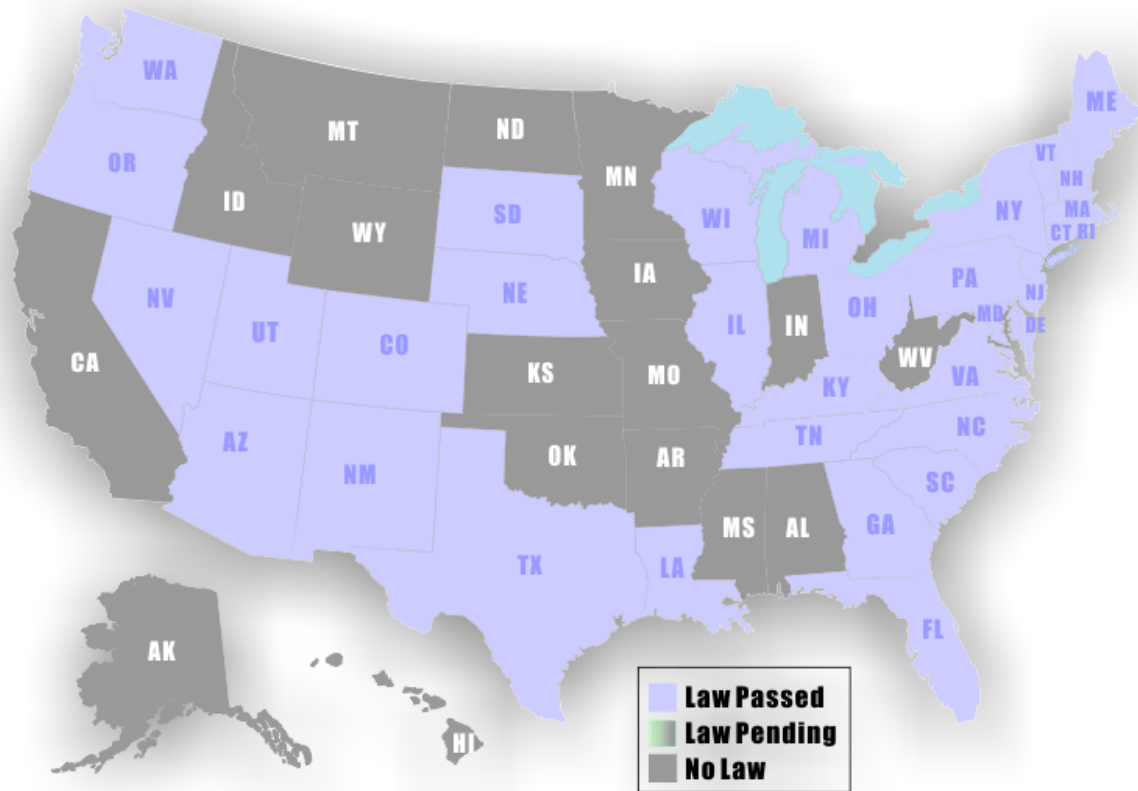 WA
ME
MT
ND
VT
OR
MN
NH
ID
SD
WI
NY
MA
WY
MI
CT RI
IA
PA
NV
NE
NJ
OH
MD
UT
IL
IN
DE
CO
CA
WV
KS
MO
VA
KY
NC
TN
AZ
OK
AR
NM
SC
MS
AL
GA
TX
LA
FL
AK
HI
Law Passed
Law Pending
No Law